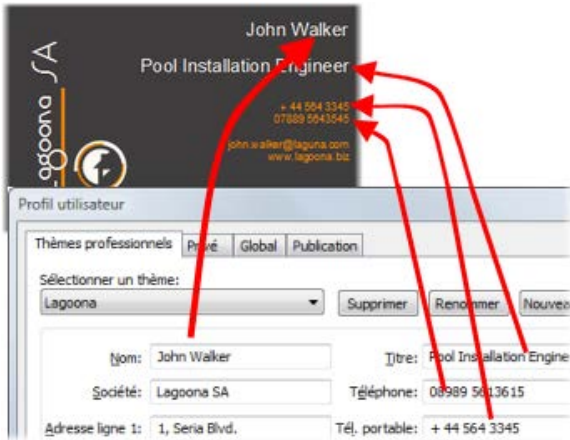 John Walker
Pool Installation Engineer
Lagoona SA
+ 44 564 3345
07889 5643545
john.walker@laguna.com
www.lagoona.biz
Profil utilisateur
Thèmes professionnels Privé Global Publication
Sélectionner un thème:
Lagoona Supprimer Renommer Nouvea
Nom: John Walker Titre: Pool Installation Engine
Société: Lagoona SA Téléphone: 08989 5613615
Adresse ligne 1: 1, Seria Blvd. Tél. portable: + 44 564 3345